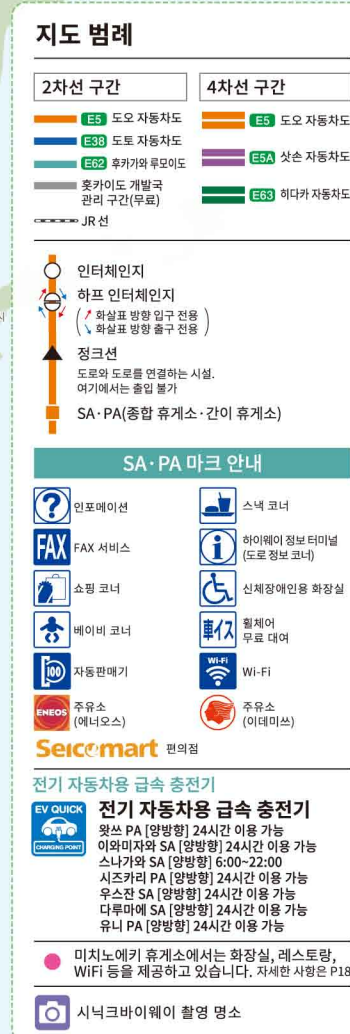 지도 범례
2차선 구간
4차선 구간
E5 도오 자동차도
E38 도토 자동차도
E62 후카가와 루모이도
홋카이도 개발국
관리 구간(무료)
JR 선
E5 도오 자동차도
E5A 삿손 자동차도
E63 히다카 자동차도
인터체인지
하프 인터체인지
화살표 방향 입구 전용
화살표 방향 출구 전용
정크션
도로와 도로를 연결하는 시설.
여기에서는 출입 불가
SA·PA(종합 휴게소·간이 휴게소)
SA·PA 마크 안내
? 인포메이션
스낵 코너
FAX FAX 서비스
i 하이웨이 정보 터미널
(도로 정보 코너)
쇼핑 코너
신체장애인용 화장실
베이비 코너
車イス 휠체어
무료 대여
100 자동판매기
Wi-Fi Wi-Fi
ENEOS 주유소
(에너오스)
주유소
(이데미쓰)
Seicomart 편의점
전기 자동차용 급속 충전기
EV QUICK
CHARGING POINT
전기 자동차용 급속 충전기
왓쓰 PA [양방향] 24시간 이용 가능
이와미자와 SA [양방향] 24시간 이용 가능
스나가와 SA [양방향] 6:00~22:00
시즈카리 PA [양방향] 24시간 이용 가능
우스잔 SA [양방향] 24시간 이용 가능
다루마에 SA [양방향] 24시간 이용 가능
유니 PA [양방향] 24시간 이용 가능
미치노에키 휴게소에서는 화장실, 레스토랑,
WiFi 등을 제공하고 있습니다. 자세한 사항은 P18
시닉크바이웨이 촬영 명소